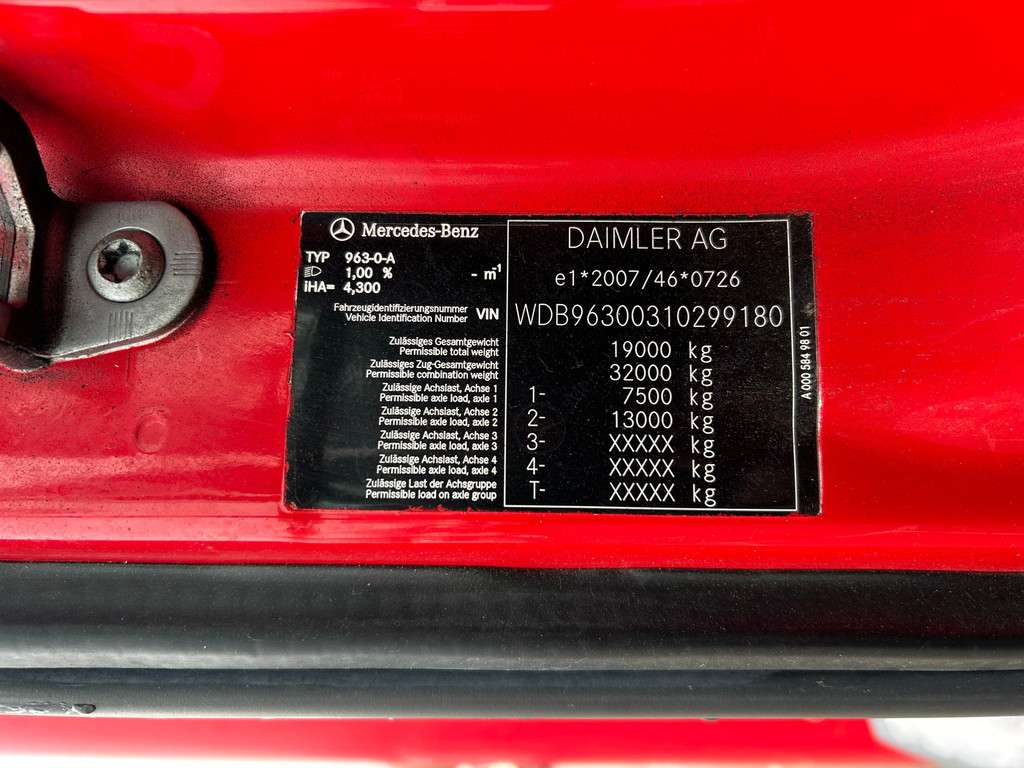 Mercedes-Benz
DAIMLER AG
TYP 963-0-A
1,00 % - m-1
e1*2007/46*0726
iHA= 4,300
Fahrzeugidentifizierungsnummer
Vehicle Identification Number
VIN WDB96300310299180
Zulässiges Gesamtgewicht
Permissible total weight
19000 kg
Zulässiges Zug-Gesamtgewicht
Permissible combination weight
32000 kg
Zulässige Achslast, Achse 1
Permissible axle load, axle 1
1- 7500 kg
Zulässige Achslast, Achse 2
Permissible axle load, axle 2
2- 13000 kg
Zulässige Achslast, Achse 3
Permissible axle load, axle 3
3- XXXXX kg
Zulässige Achslast, Achse 4
Permissible axle load, axle 4
4- XXXXX kg
Zulässige Last der Achsgruppe
Permissible load on axle group
T- XXXXX kg
A 000 584 98 01